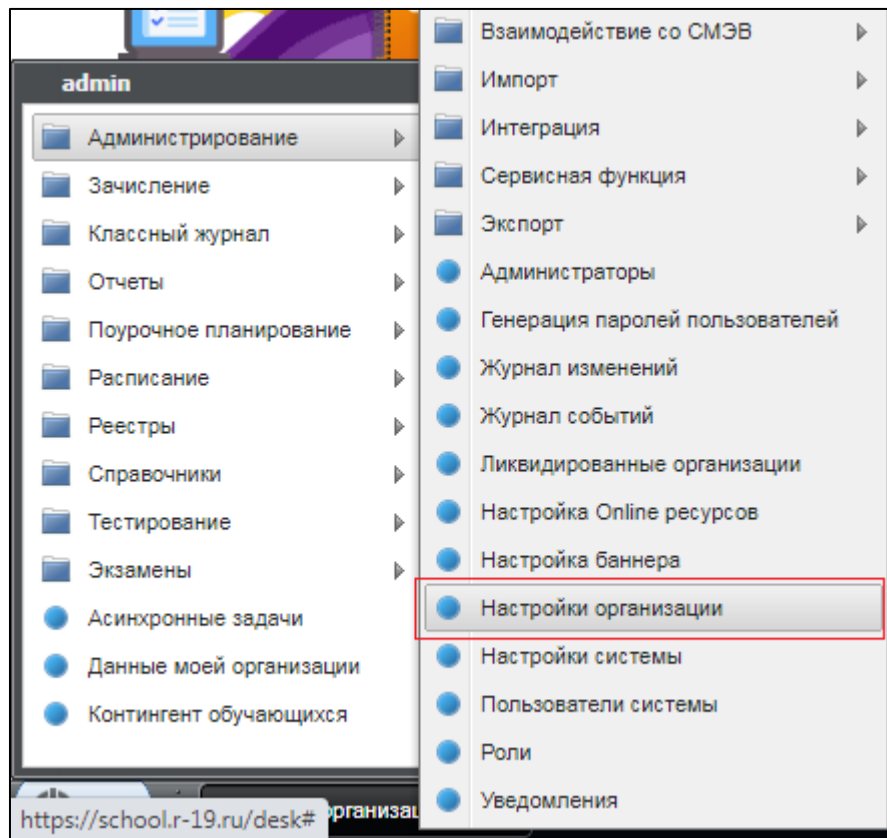 admin
Администрирование
Зачисление
Классный журнал
Отчеты
Поурочное планирование
Расписание
Реестры
Справочники
Тестирование
Экзамены
Асинхронные задачи
Данные моей организации
Контингент обучающихся
Взаимодействие со СМЭВ
Импорт
Интеграция
Сервисная функция
Экспорт
Администраторы
Генерация паролей пользователей
Журнал изменений
Журнал событий
Ликвидированные организации
Настройка Online ресурсов
Настройка баннера
Настройки организации
Настройки системы
Пользователи системы
Роли
Уведомления
https://school.r-19.ru/desk#